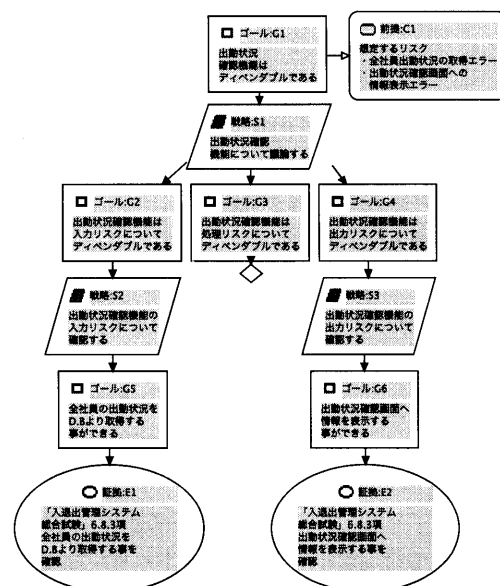 ゴール:G1
出動状況
確認機能は
ディペンダブルである
前提:C1
想定するリスク
・全社員出動状況の取得エラー
・出動状況確認画面への
情報表示エラー
戦略:S1
出動状況確認
機能について議論する
ゴール:G2
出動状況確認機能は
入力リスクについて
ディペンダブルである
ゴール:G3
出動状況確認機能は
処理リスクについて
ディペンダブルである
ゴール:G4
出動状況確認機能は
出力リスクについて
ディペンダブルである
戦略:S2
出動状況確認機能の
入力リスクについて
確認する
戦略:S3
出動状況確認機能の
出力リスクについて
確認する
ゴール:G5
全社員の出動状況を
D.Bより取得する
事ができる
ゴール:G6
出動状況確認画面へ
情報を表示する
事ができる
証拠:E1
「入退出管理システム
総合試験」6.8.3項
全社員の出動状況を
D.Bより取得する事を
確認
証拠:E2
「入退出管理システム
総合試験」6.8.3項
出動状況確認画面へ
情報を表示する事を
確認